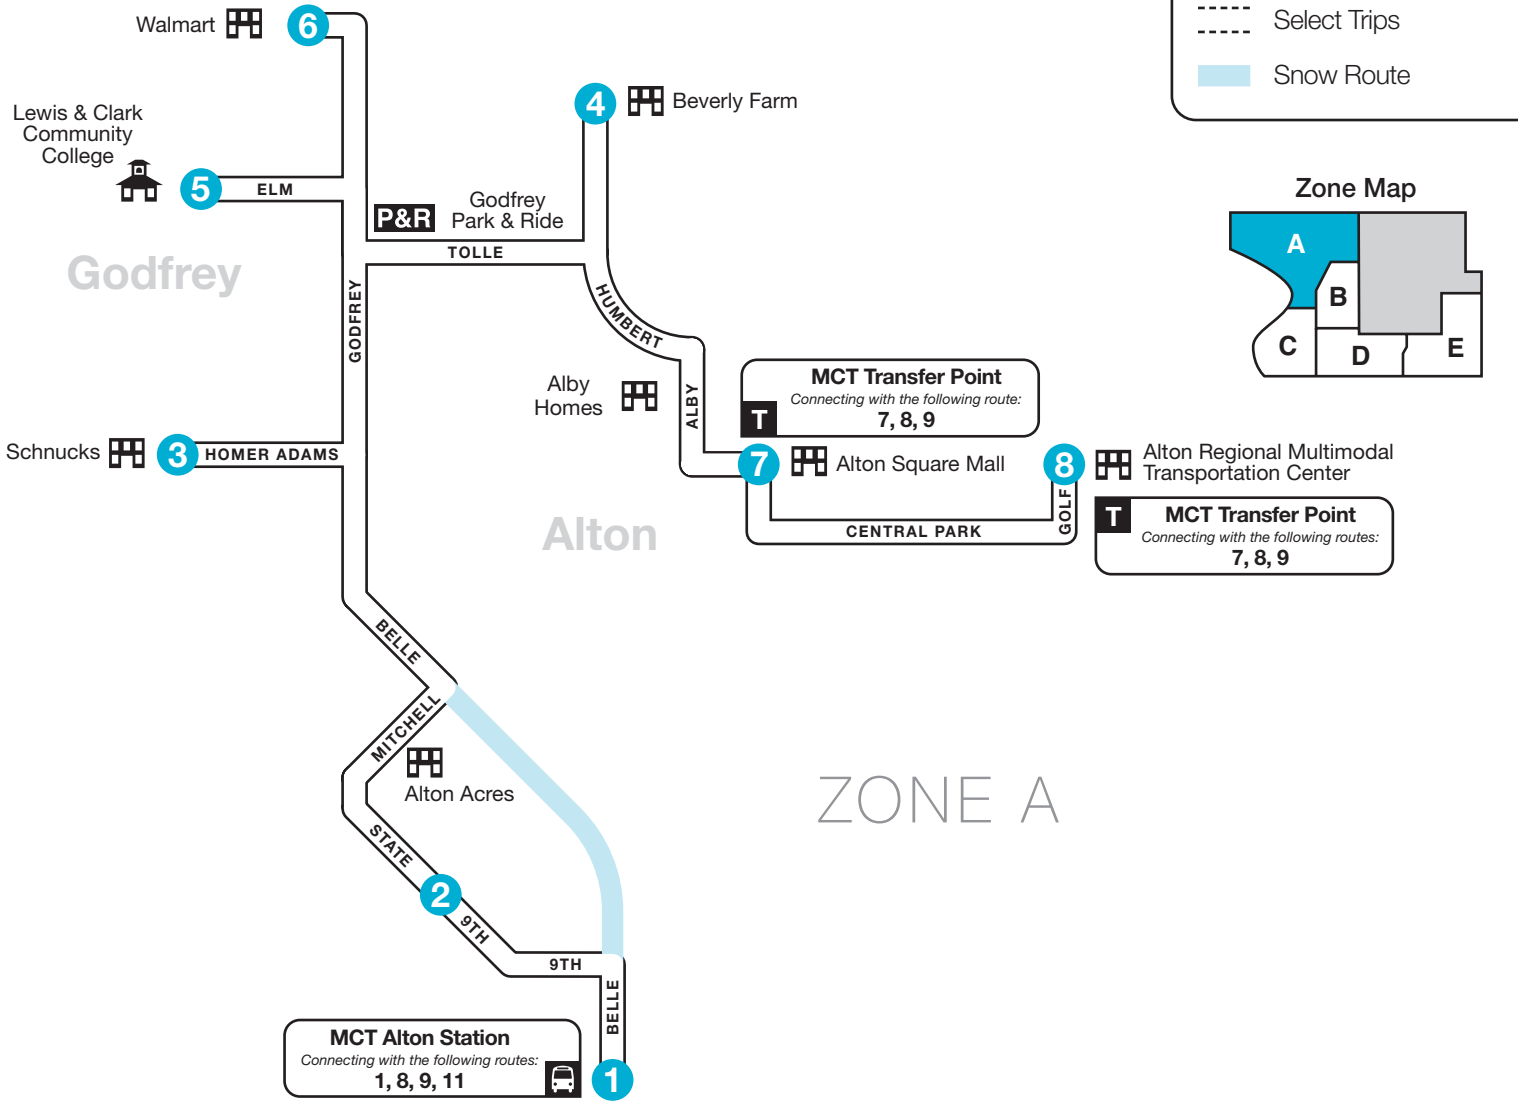 Walmart
6
Select Trips
Snow Route
4
Beverly Farm
Lewis & Clark
Community
College
5
ELM
P&R
Godfrey
Park & Ride
TOLLE
Zone Map
A
B
C
D
E
Godfrey
GODFREY
HUMBERT
ALBY
Alby
Homes
MCT Transfer Point
Connecting with the following route:
T
7, 8, 9
Schnucks
3
HOMER ADAMS
7
Alton Square Mall
8
Alton Regional Multimodal
Transportation Center
Alton
CENTRAL PARK
GOLF
T
MCT Transfer Point
Connecting with the following routes:
7, 8, 9
BELLE
MITCHELL
Alton Acres
ZONE A
STATE
2
9TH
9TH
BELLE
MCT Alton Station
Connecting with the following routes:
1, 8, 9, 11
1